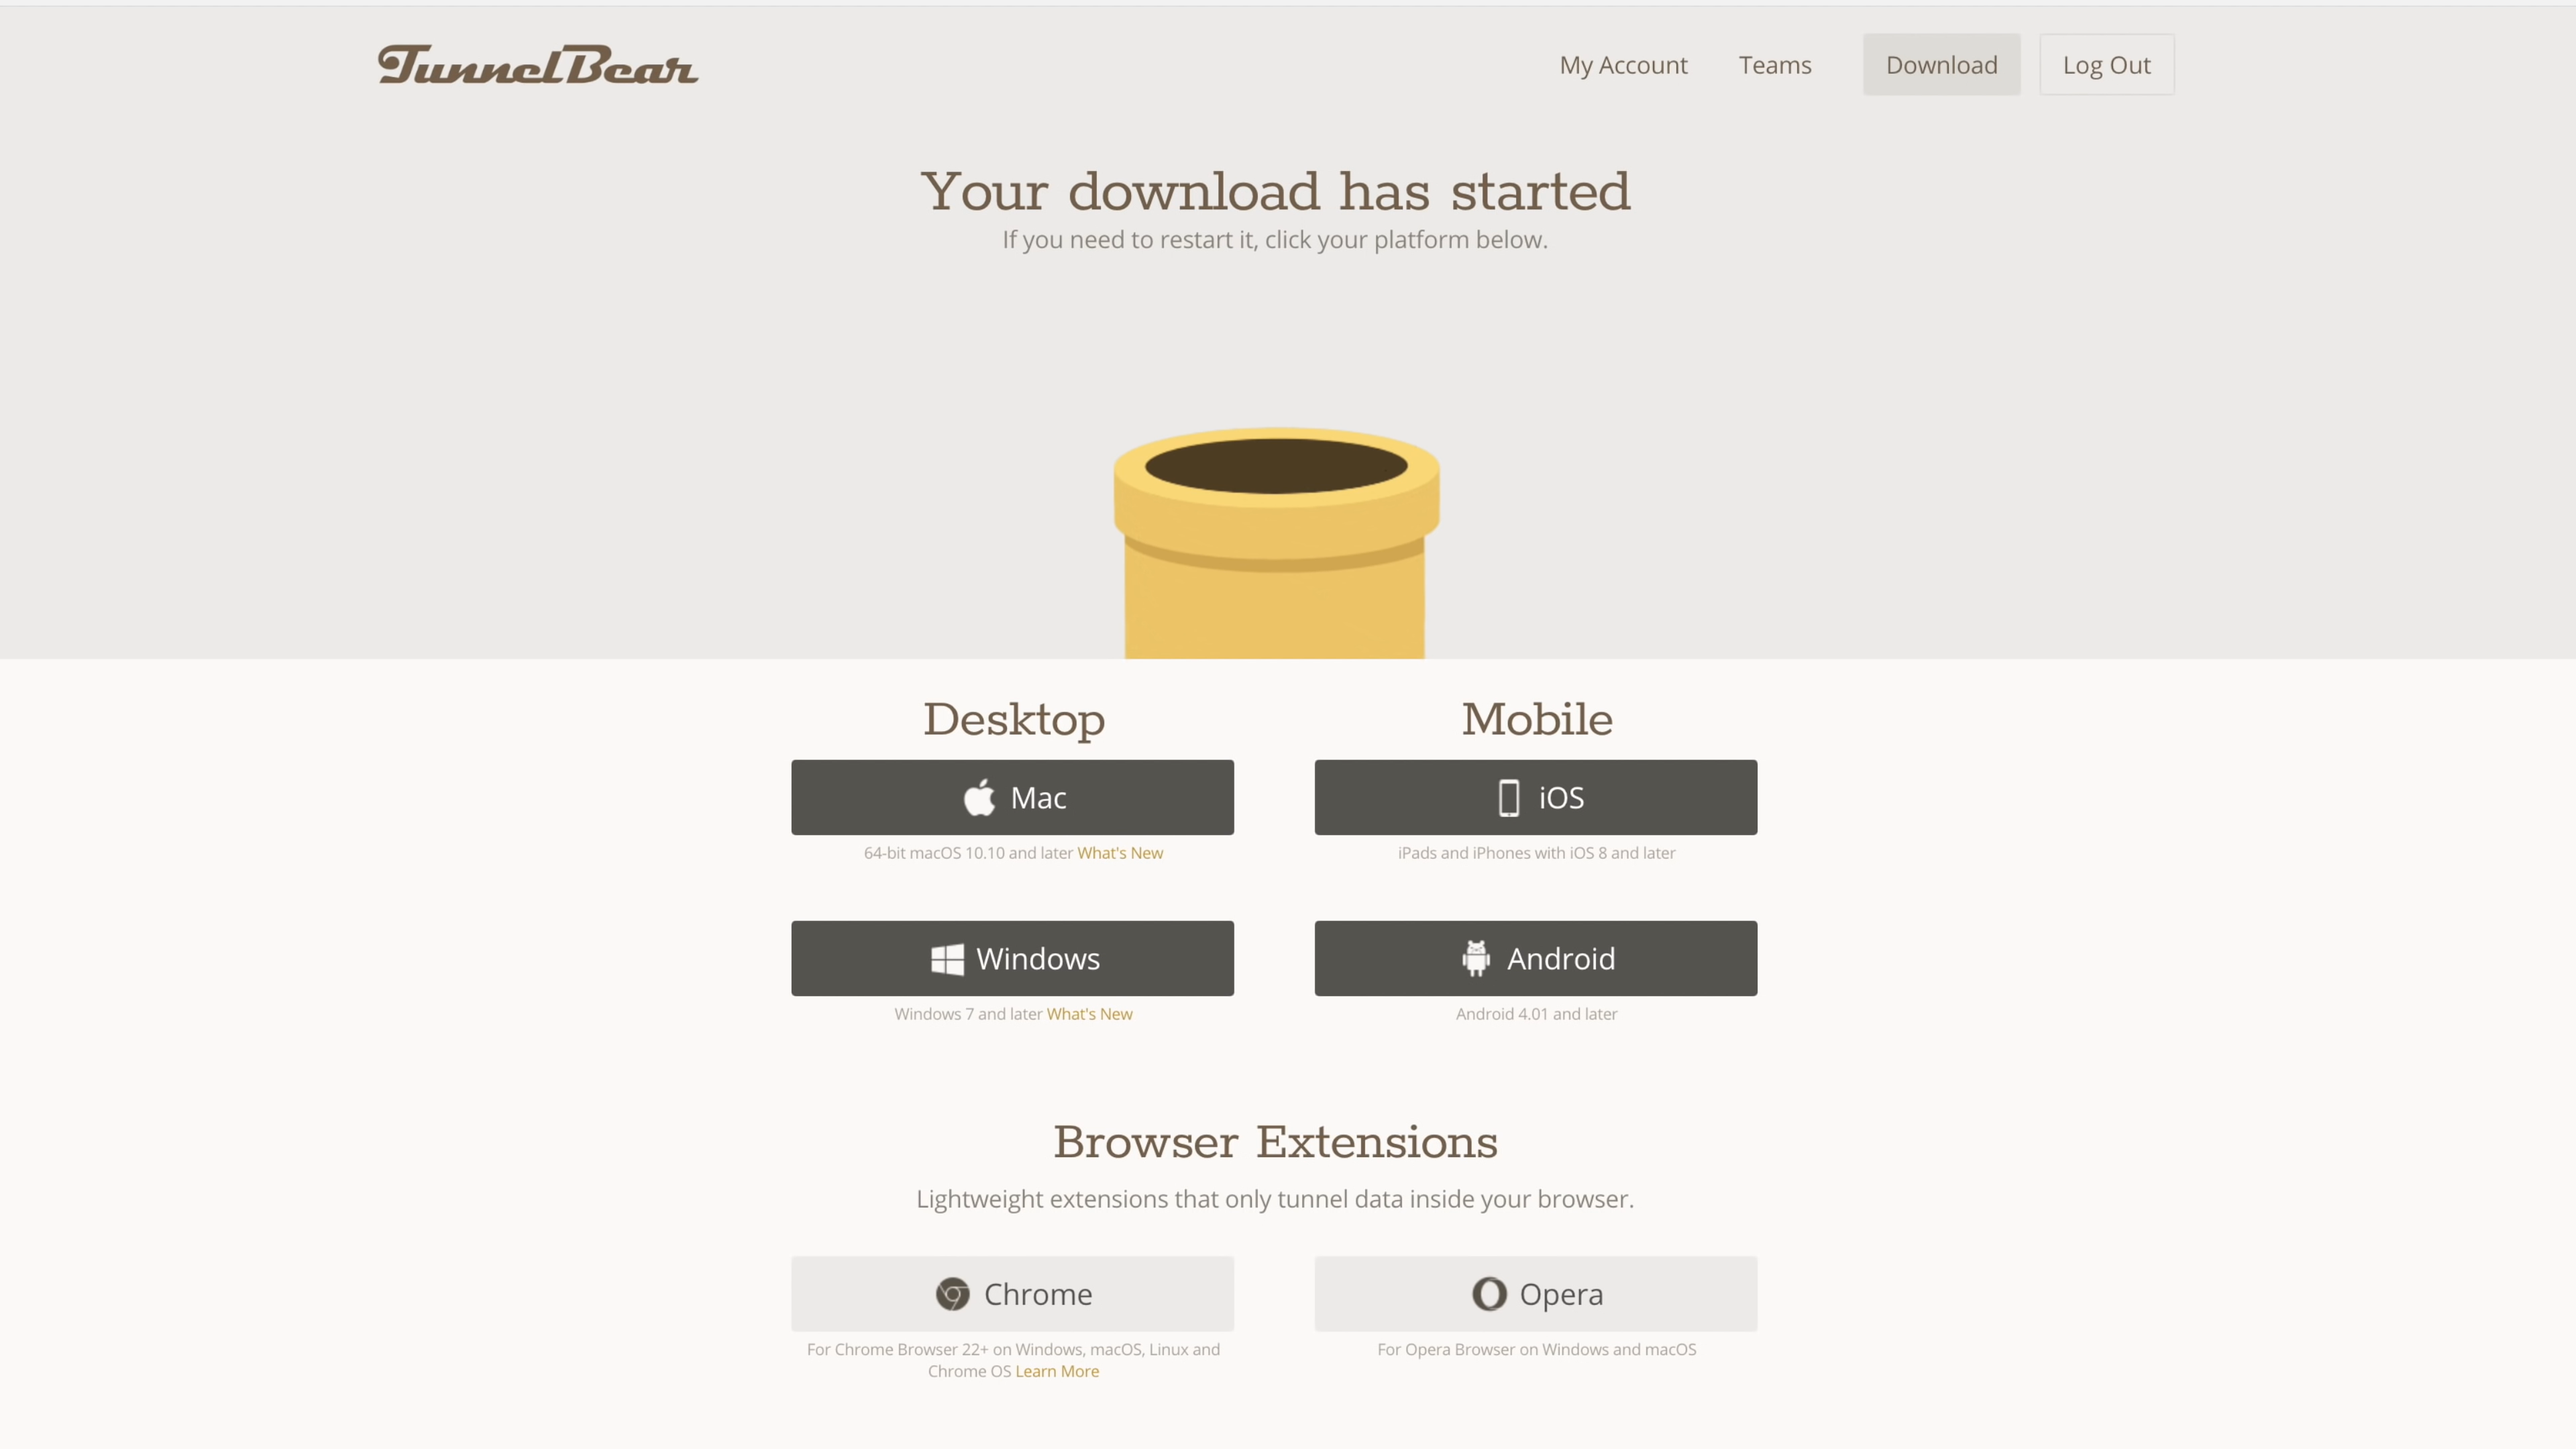 TunnelBear
My Account
Teams
Download
Log Out
Your download has started
If you need to restart it, click your platform below.
Desktop
Mac
64-bit macOS 10.10 and later What's New
Windows
Windows 7 and later What's New
Mobile
iOS
iPads and iPhones with iOS 8 and later
Android
Android 4.01 and later
Browser Extensions
Lightweight extensions that only tunnel data inside your browser.
Chrome
For Chrome Browser 22+ on Windows, macOS, Linux and
Chrome OS Learn More
Opera
For Opera Browser on Windows and macOS